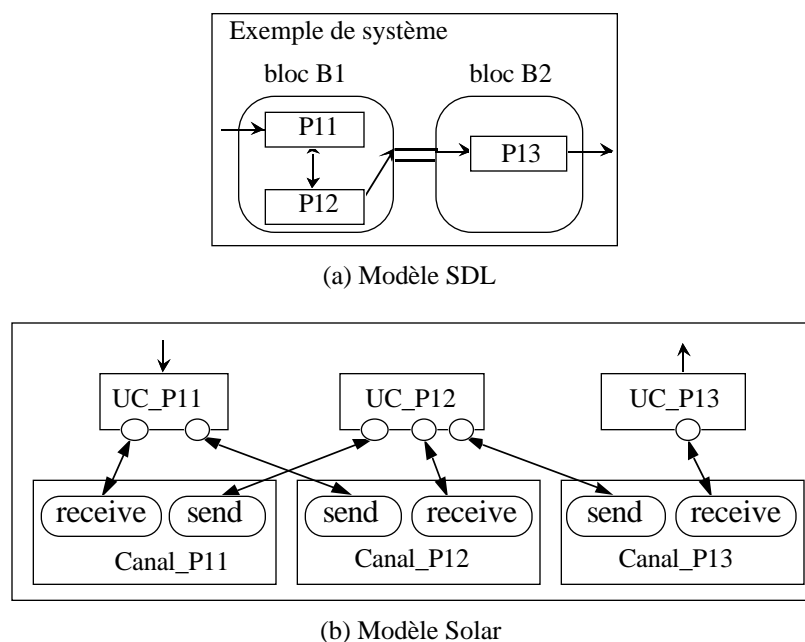 Exemple de système
bloc B1
bloc B2
P11
P13
P12
(a) Modèle SDL
UC_P11
UC_P12
UC_P13
receive
send
send
receive
send
receive
Canal_P11
Canal_P12
Canal_P13
(b) Modèle Solar